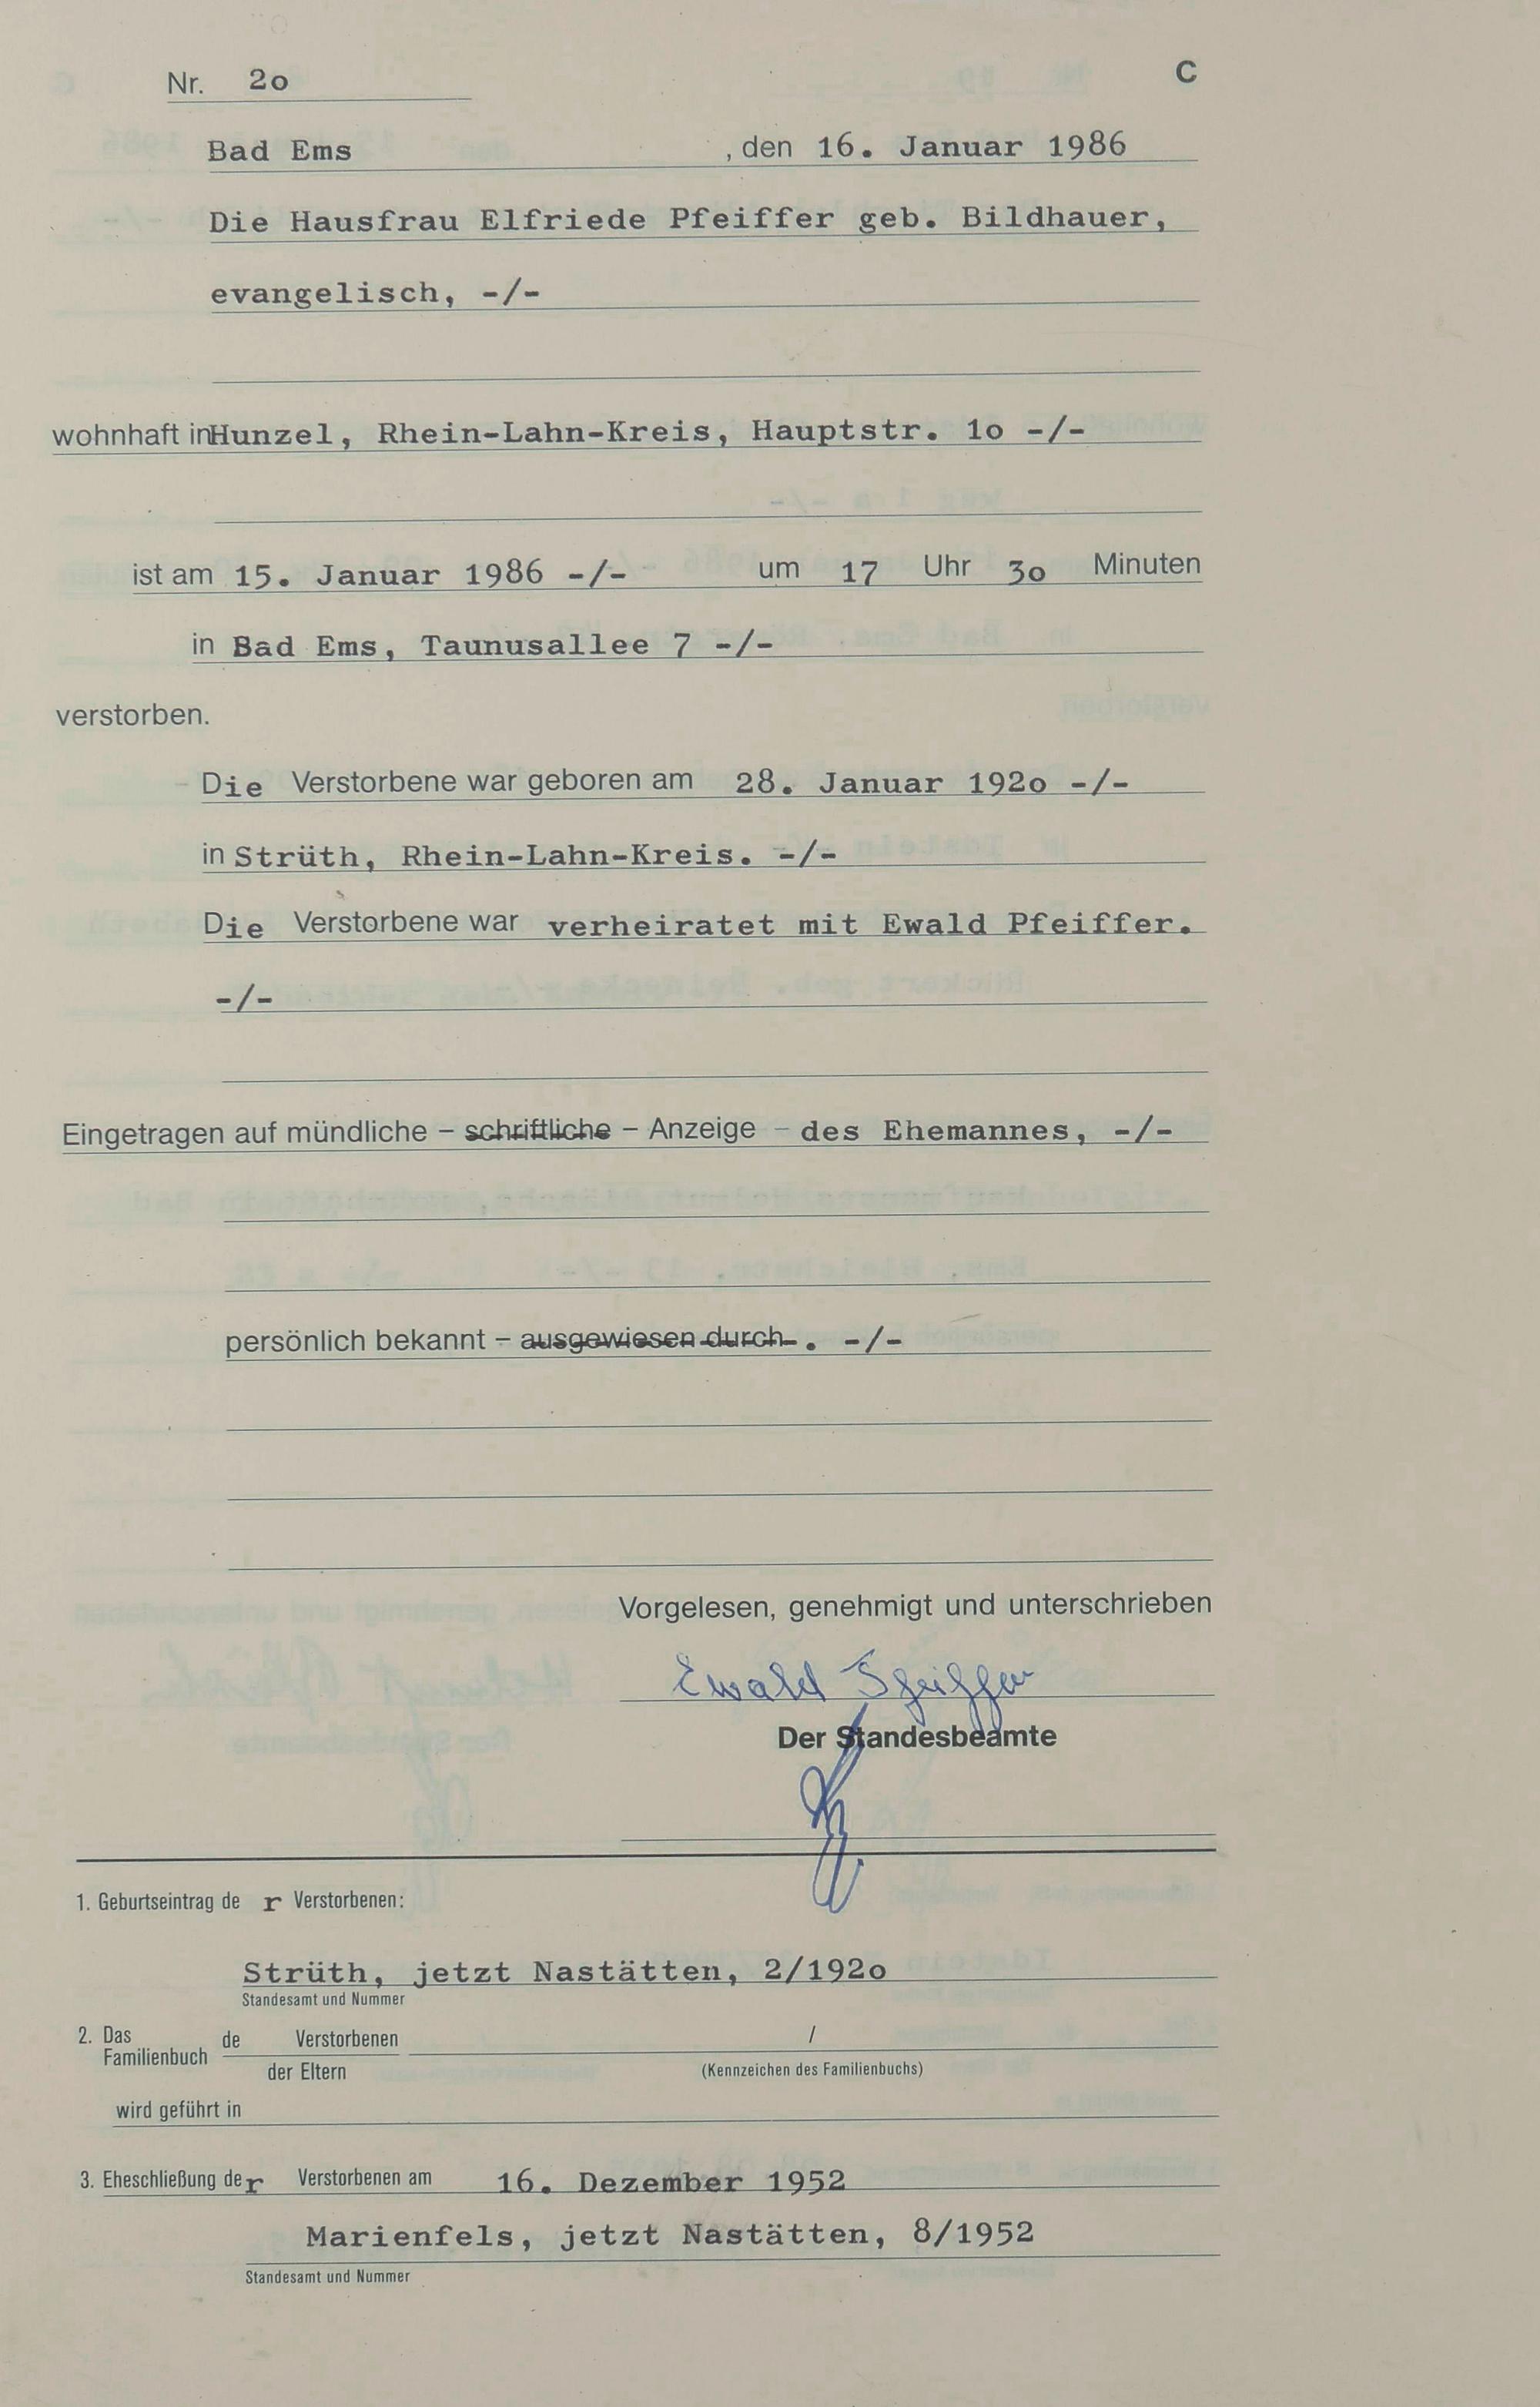 Nr. 2o
C
Bad Ems , den 16. Januar 1986
Die Hausfrau Elfriede Pfeiffer geb. Bildhauer,
evangelisch, -/-
wohnhaft in Hunzel, Rhein-Lahn-Kreis, Hauptstr. 1o -/-
ist am 15. Januar 1986 -/- um 17 Uhr 3o Minuten
in Bad Ems, Taunusallee 7 -/-
verstorben.
Die Verstorbene war geboren am 28. Januar 192o -/-
in Strüth, Rhein-Lahn-Kreis. -/-
Die Verstorbene war verheiratet mit Ewald Pfeiffer.
-/-
Eingetragen auf mündliche – schriftliche – Anzeige – des Ehemannes, -/-
persönlich bekannt – ausgewiesen durch . -/-
Vorgelesen, genehmigt und unterschrieben
Ewald Pfeiffer
Der Standesbeamte
1. Geburtseintrag de r Verstorbenen:
Strüth, jetzt Nastätten, 2/192o
Standesamt und Nummer
2. Das Familienbuch de Verstorbenen /
der Eltern (Kennzeichen des Familienbuchs)
wird geführt in
3. Eheschließung der Verstorbenen am 16. Dezember 1952
Marienfels, jetzt Nastätten, 8/1952
Standesamt und Nummer